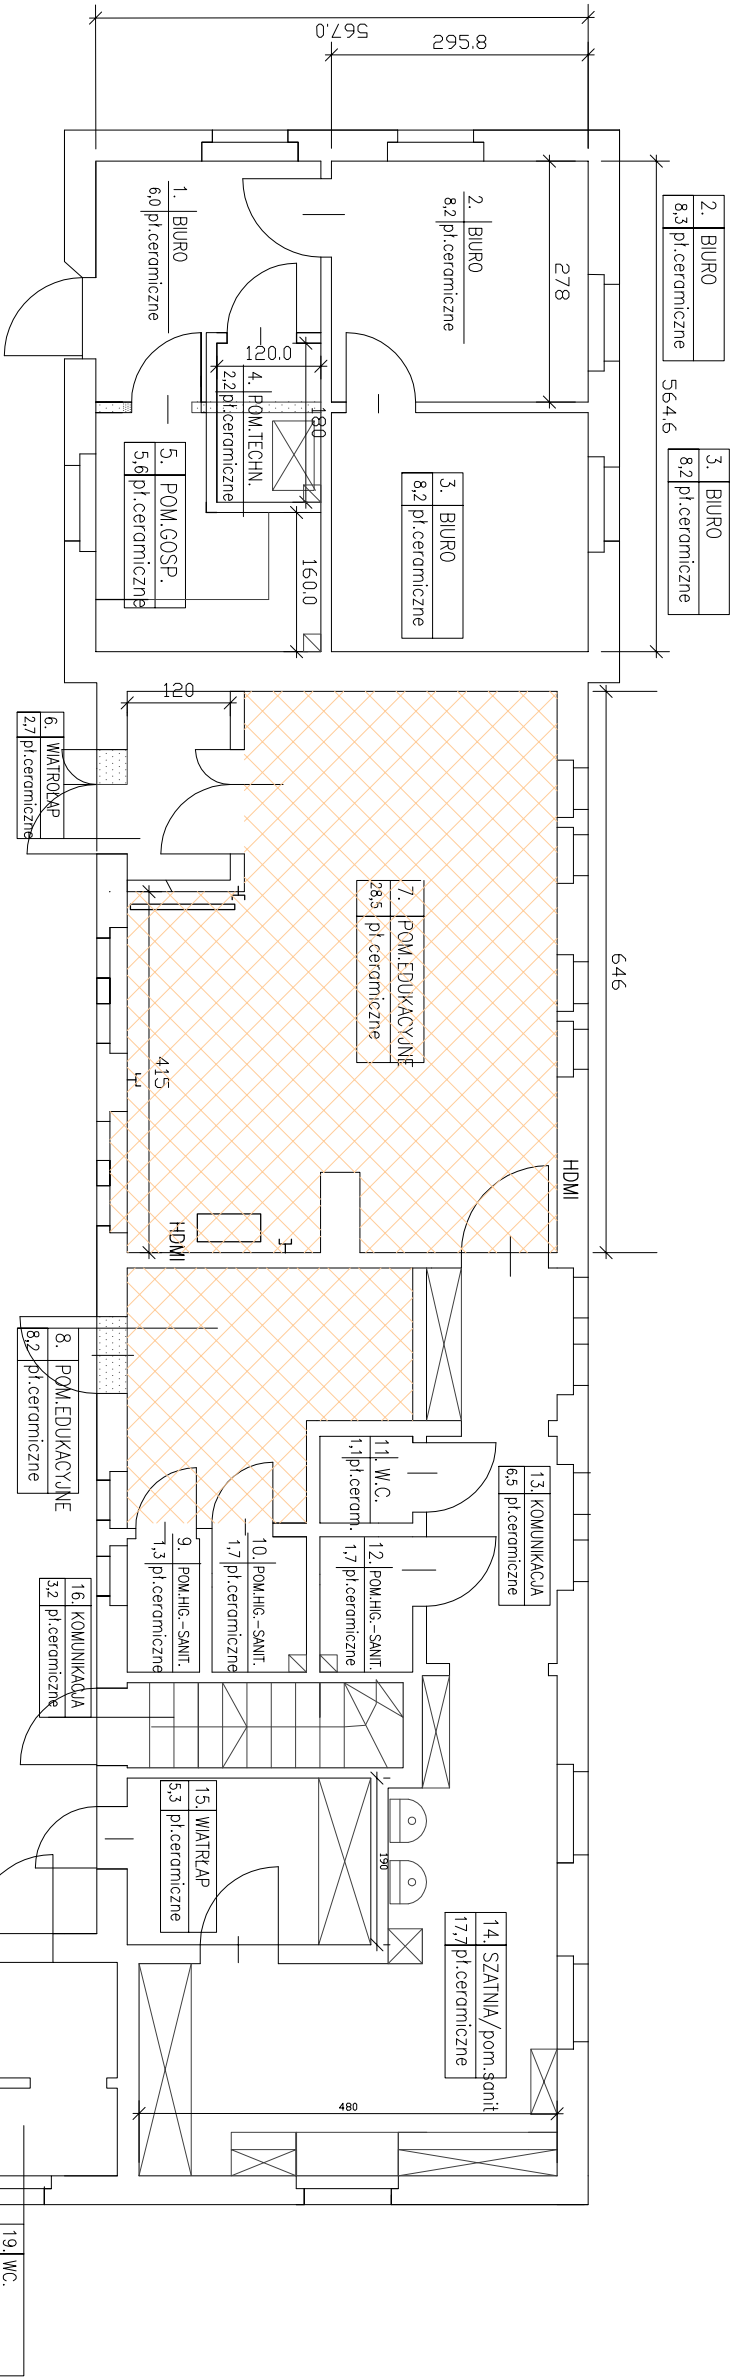 567.0
295.8
2. BIURO
8,3 pł.ceramiczne
564,6
3. BIURO
8,2 pł.ceramiczne
278
2. BIURO
8,2 pł.ceramiczne
1. BIURO
6,0 pł.ceramiczne
120.0
180
4. POM.TECHN.
2,2 pł.ceramiczne
3. BIURO
8,2 pł.ceramiczne
5. POM.GOSP.
5,6 pł.ceramiczne
160.0
120
6. WIATROŁAP
2,7 pł.ceramiczne
646
7. POM.EDUKACYJNE
28,5 pł ceramiczne
415
HDMI
HDMI
8. POM.EDUKACYJNE
8,2 pł.ceramiczne
11. W.C.
1,1 pł.ceram.
13. KOMUNIKACJA
6,5 pł.ceramiczne
12. POM.HIG.-SANIT.
1,7 pł.ceramiczne
10. POM.HIG.-SANIT.
1,7 pł.ceramiczne
9. POM.HIG.-SANIT.
1,3 pł.ceramiczne
16. KOMUNIKACJA
3,2 pł.ceramiczne
15. WIATRŁAP
5,3 pł.ceramiczne
190
14. SZATNIA/pom.sanit
17,7 pł.ceramiczne
480
19. WC.